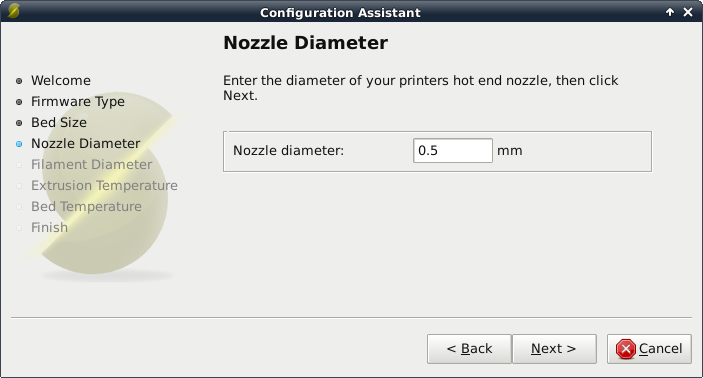 Configuration Assistant
Nozzle Diameter
Welcome
Firmware Type
Bed Size
Nozzle Diameter
Filament Diameter
Extrusion Temperature
Bed Temperature
Finish
Enter the diameter of your printers hot end nozzle, then click
Next.
Nozzle diameter: 0.5 mm
< Back Next > Cancel